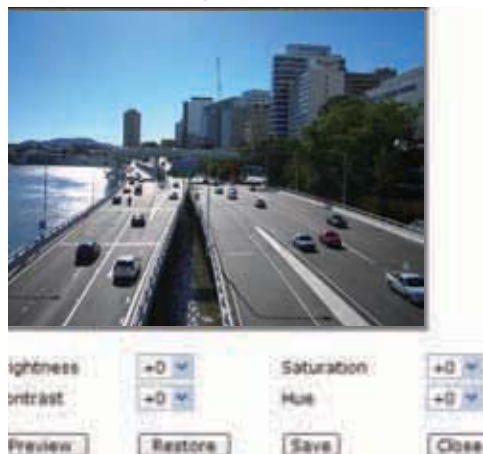 ightness +0 Saturation +0
ontrast +0 Hue +0
Preview Restore Save Close